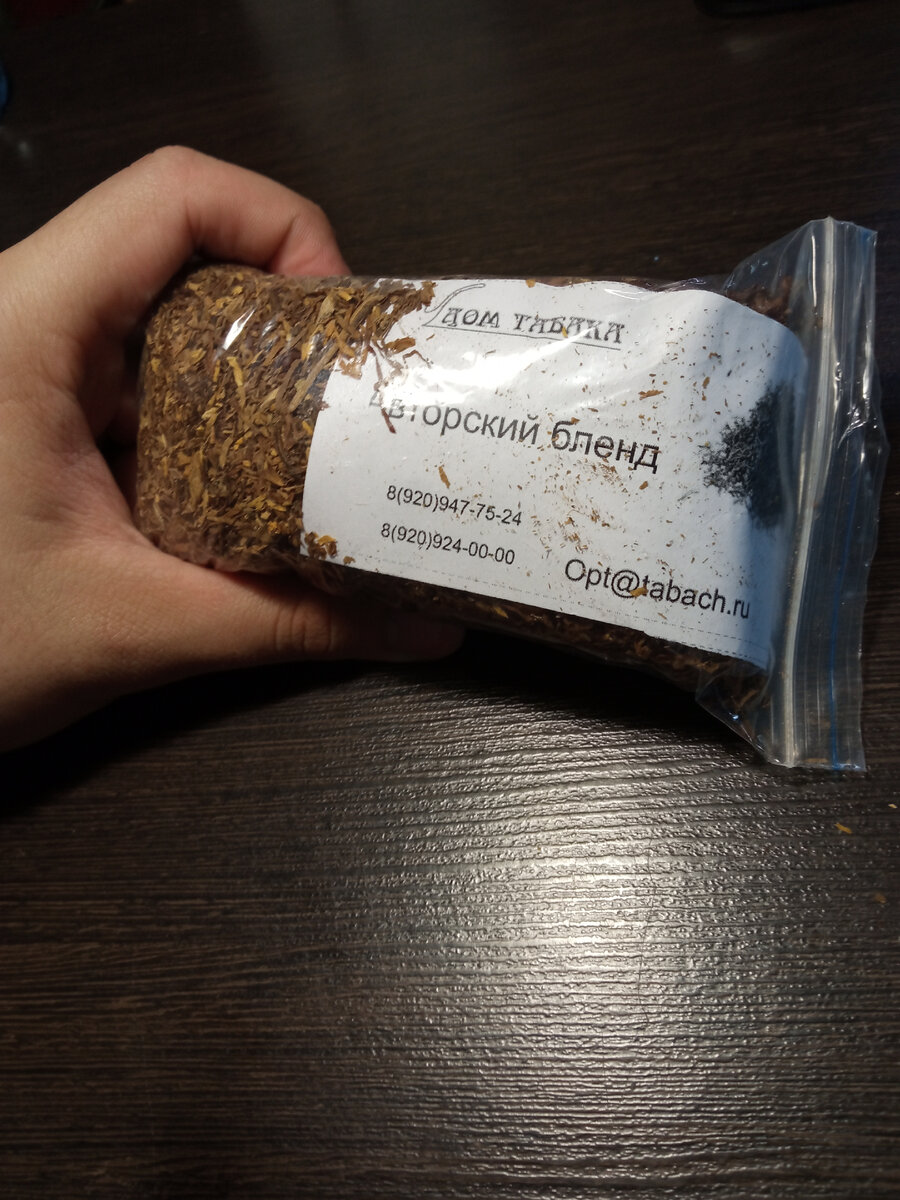 ДОМ ТАБАКА
Авторский бленд
8(920)947-75-24
8(920)924-00-00
Opt@tabach.ru